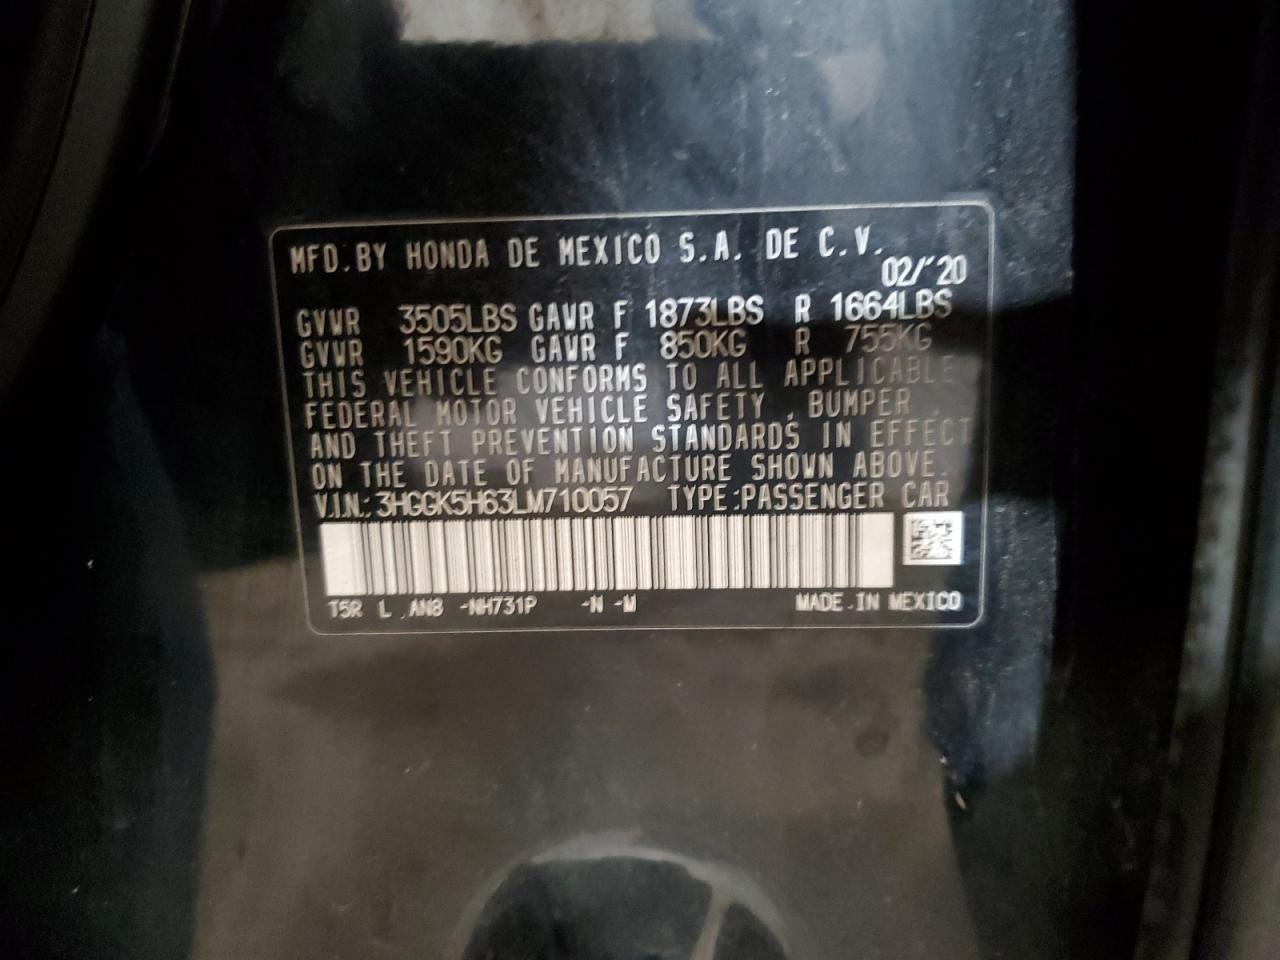 MFD. BY HONDA DE MEXICO S.A. DE C.V.
02/"20
GVWR 3505LBS GAWR F 1873LBS R 1664LBS
GVWR 1590KG GAWR F 850KG R 755KG
THIS VEHICLE CONFORMS TO ALL APPLICABLE
FEDERAL MOTOR VEHICLE SAFETY , BUMPER ,
AND THEFT PREVENTION STANDARDS IN EFFECT
ON THE DATE OF MANUFACTURE SHOWN ABOVE.
V.I.N.: 3HGGK5H63LM710057 TYPE:PASSENGER CAR
T5R L ,AN8 -NH731P -N -M MADE IN MEXICO